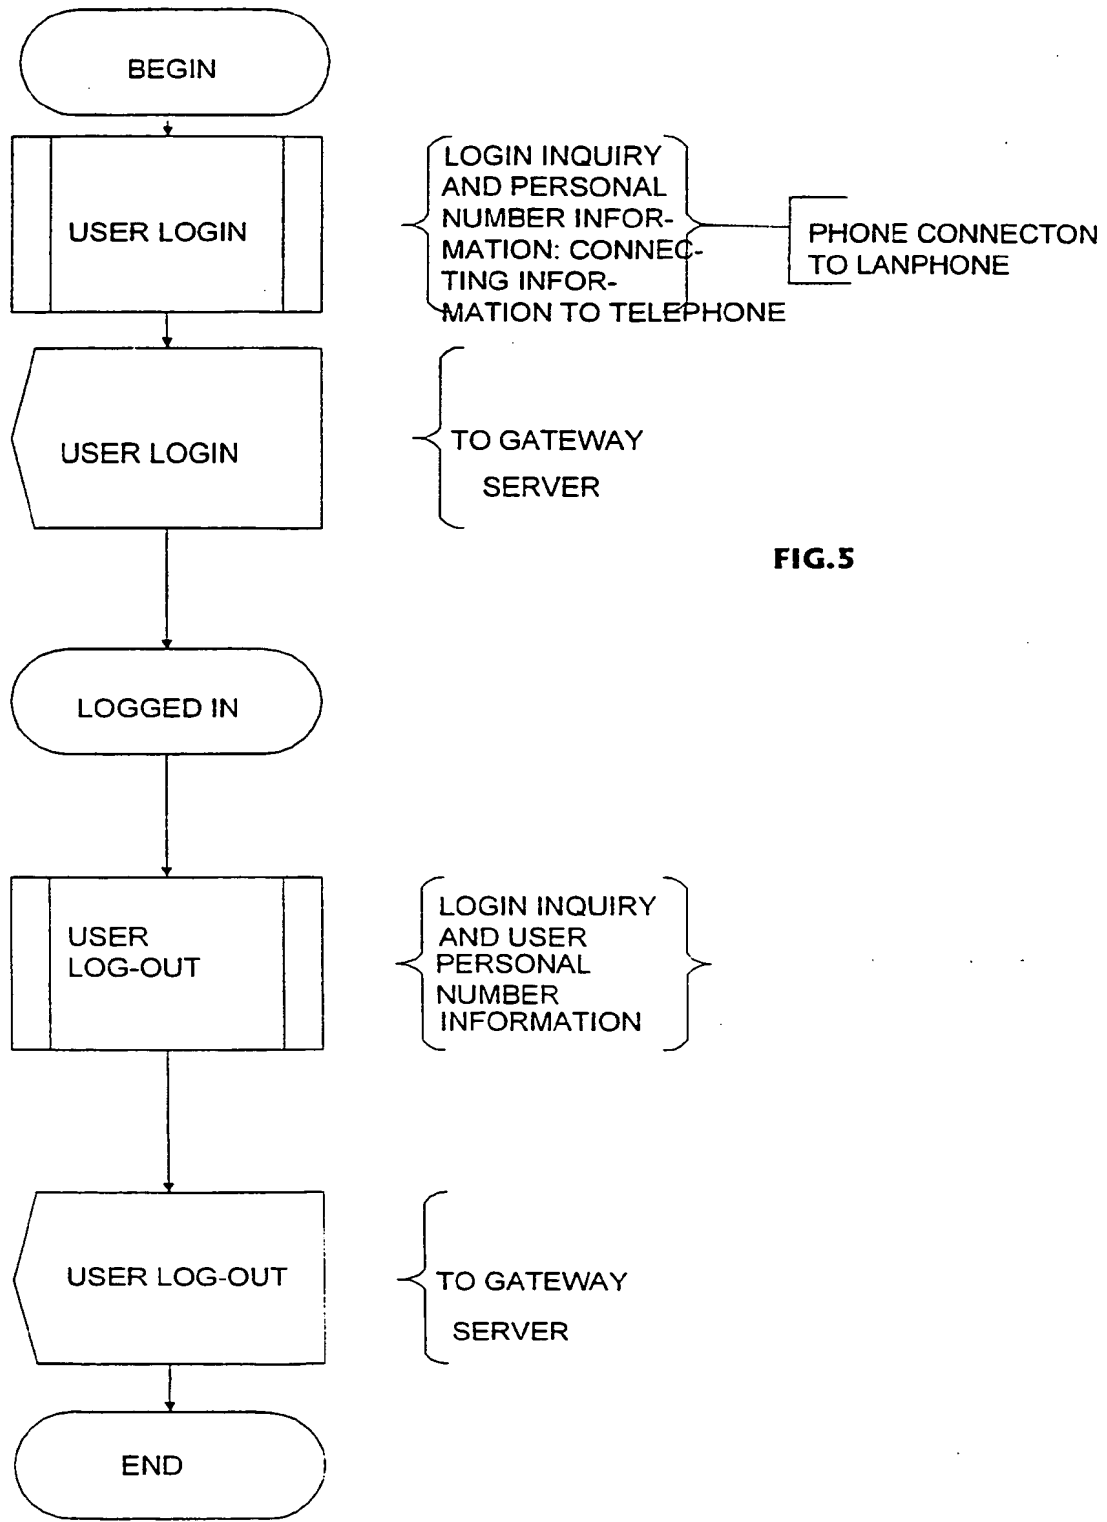 BEGIN
USER LOGIN
LOGIN INQUIRY
AND PERSONAL
NUMBER INFOR-
MATION: CONNEC-
TING INFOR-
MATION TO TELEPHONE
PHONE CONNECTON
TO LANPHONE
USER LOGIN
TO GATEWAY
SERVER
FIG.5
LOGGED IN
USER
LOG-OUT
LOGIN INQUIRY
AND USER
PERSONAL
NUMBER
INFORMATION
USER LOG-OUT
TO GATEWAY
SERVER
END